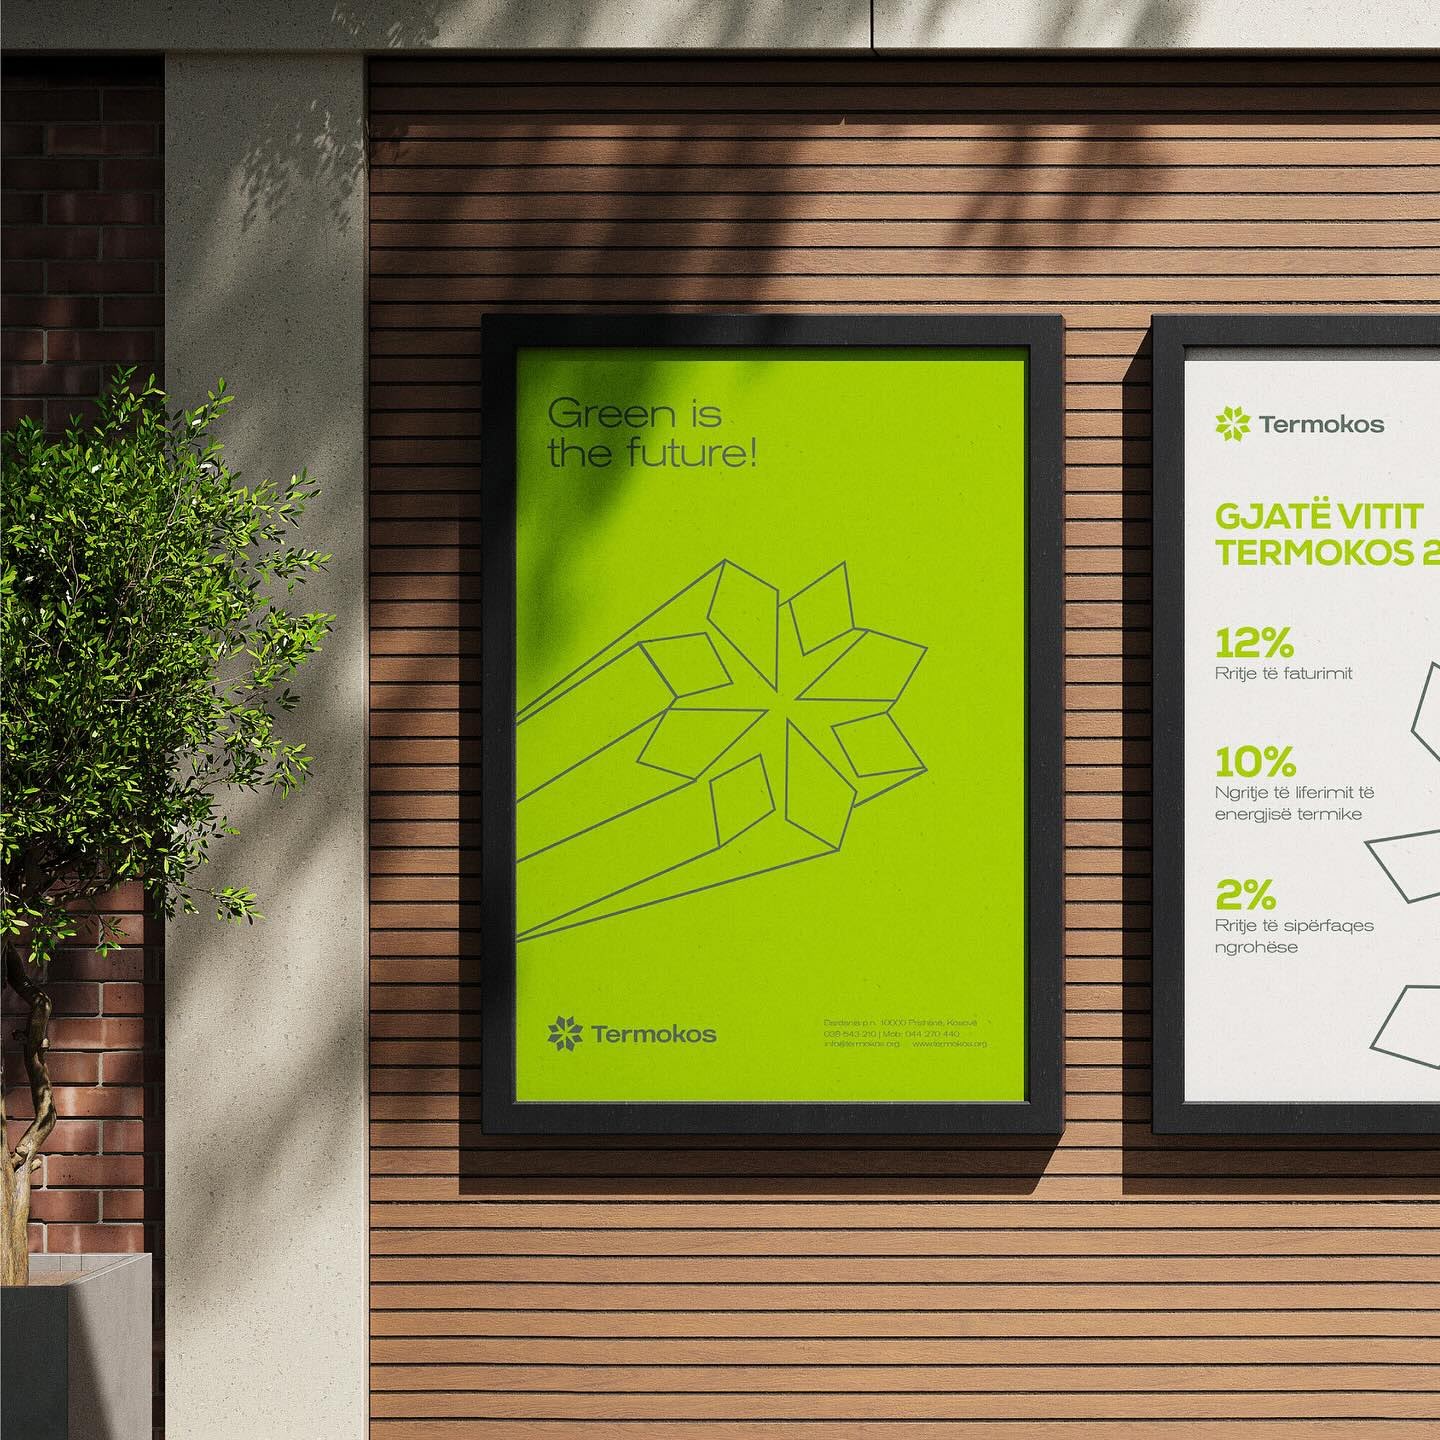 Green is
the future!
Termokos
Dardania p.n. 10000 Prishtinë, Kosovë
038 543 210 | Mob: 044 270 440
info@termokos.org www.termokos.org
Termokos
GJATË VITIT
TERMOKOS 2
12%
Rritje të faturimit
10%
Ngritje të liferimit të
energjisë termike
2%
Rritje të sipërfaqes
ngrohëse